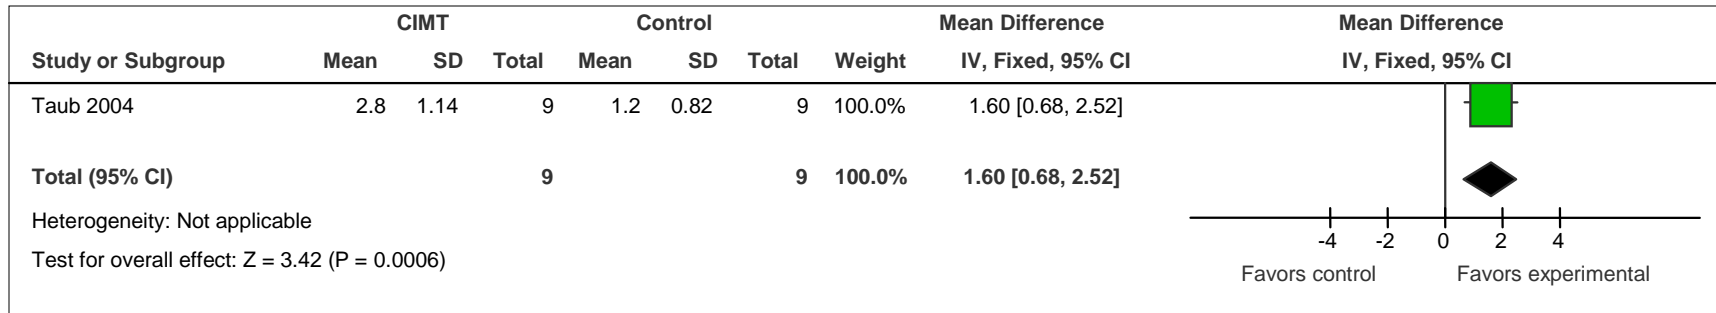 CIMT Control Mean Difference Mean Difference
Study or Subgroup Mean SD Total Mean SD Total Weight IV, Fixed, 95% CI IV, Fixed, 95% CI
Taub 2004 2.8 1.14 9 1.2 0.82 9 100.0% 1.60 [0.68, 2.52]
Total (95% CI) 9 9 100.0% 1.60 [0.68, 2.52]
Heterogeneity: Not applicable
Test for overall effect: Z = 3.42 (P = 0.0006)
-4 -2 0 2 4
Favors control Favors experimental